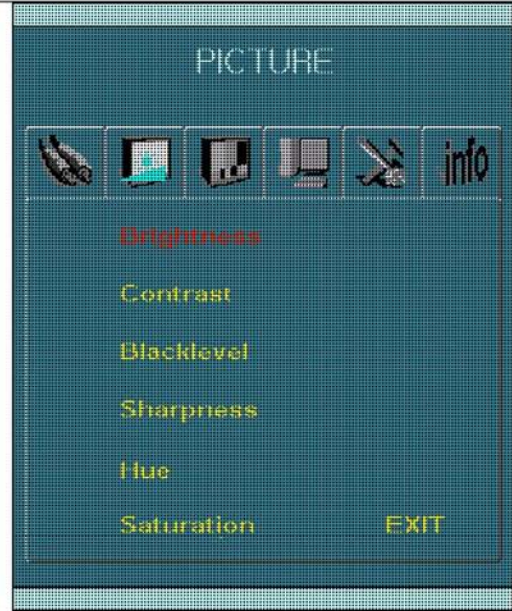 PICTURE
info
Brightness
Contrast
Blacklevel
Sharpness
Hue
Saturation EXIT